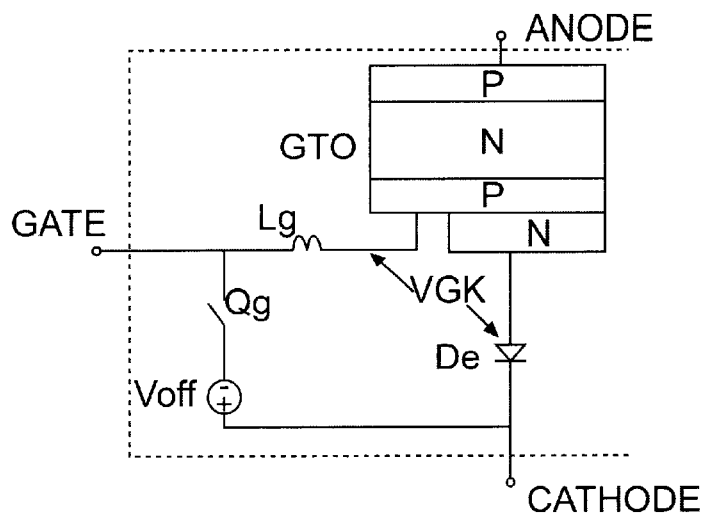 ANODE
P
GTO
N
P
GATE
Lg
N
VGK
Qg
De
Voff
-
+
CATHODE